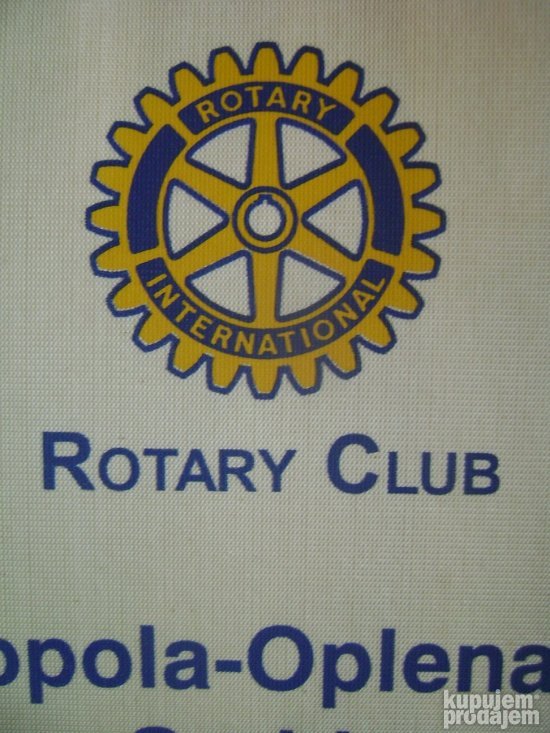 ROTARY
INTERNATIONAL
ROTARY CLUB
opola-Oplena
kupujem
prodajem